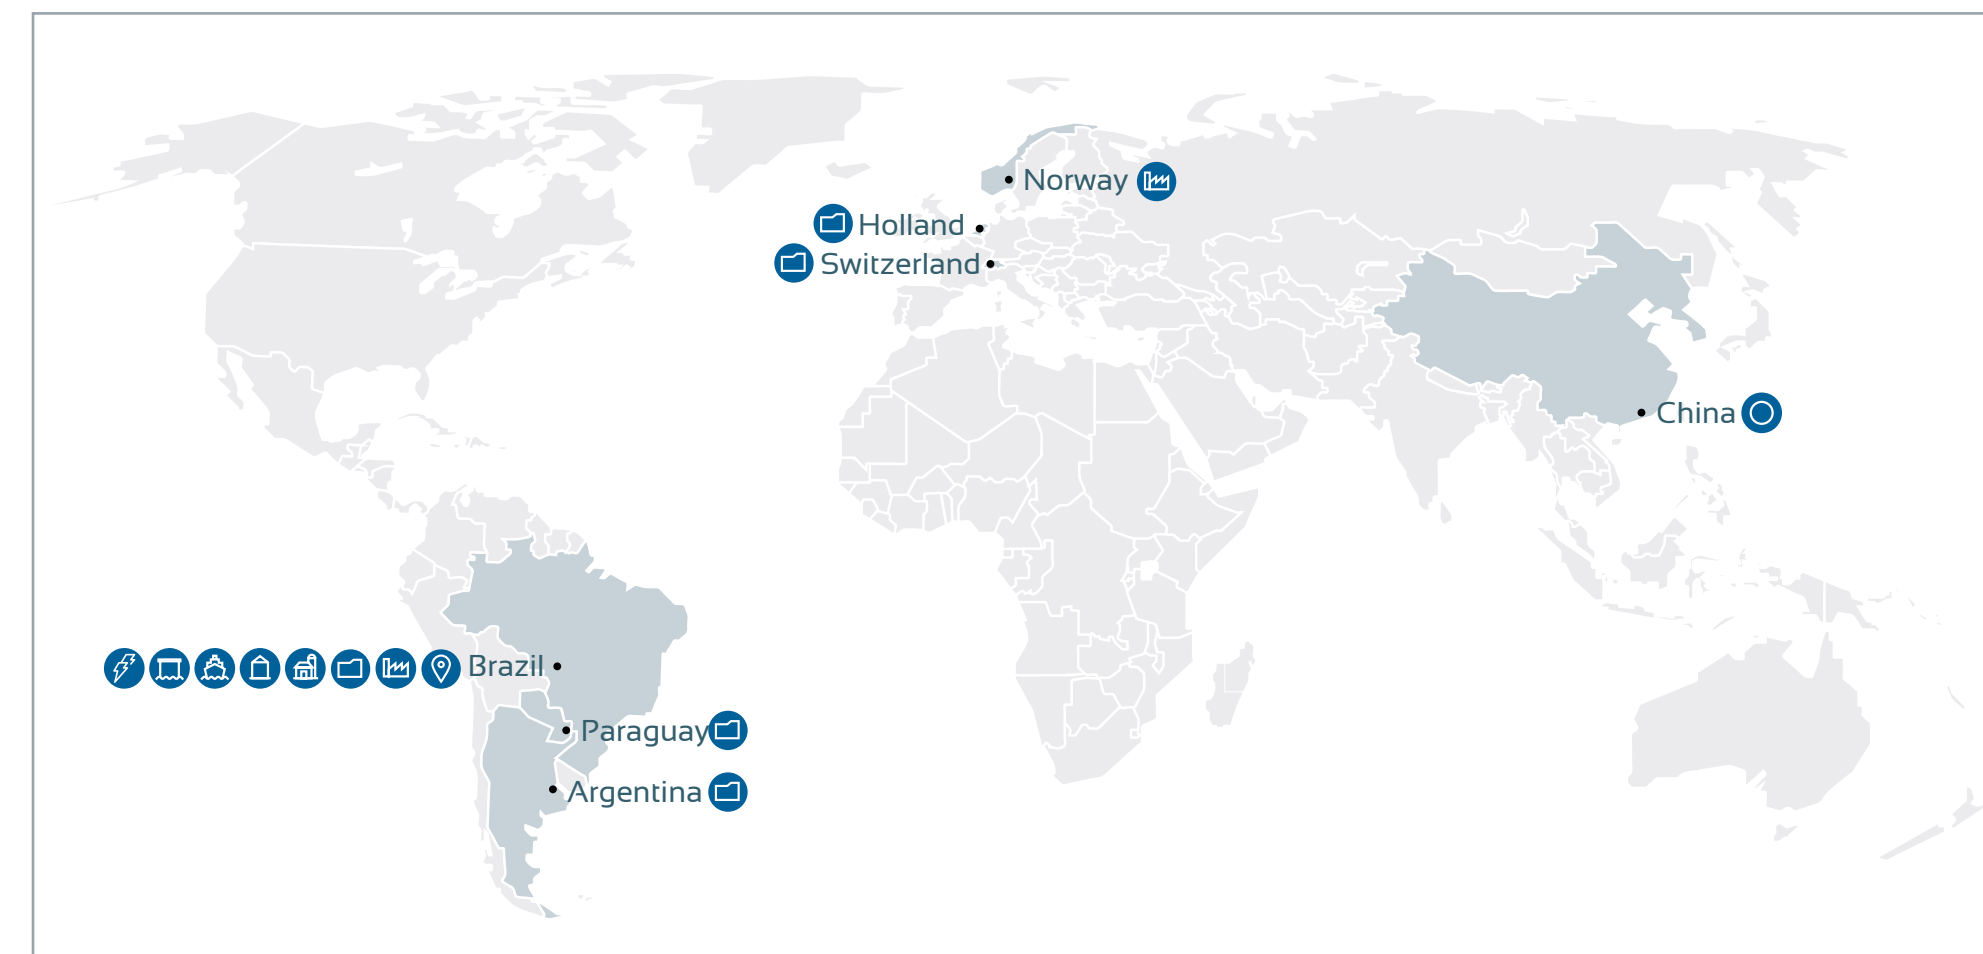 Norway
Holland
Switzerland
China
Brazil
Paraguay
Argentina